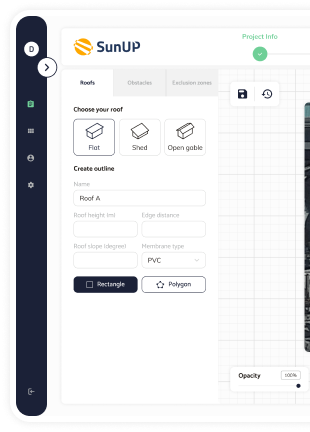 D
SunUP
Project Info
Roofs
Obstacles
Exclusion zones
Choose your roof
Flat
Shed
Open gable
Create outline
Name
Roof A
Roof height (m)
Edge distance
Roof slope (degree)
Membrane type
PVC
Rectangle
Polygon
Opacity
100%